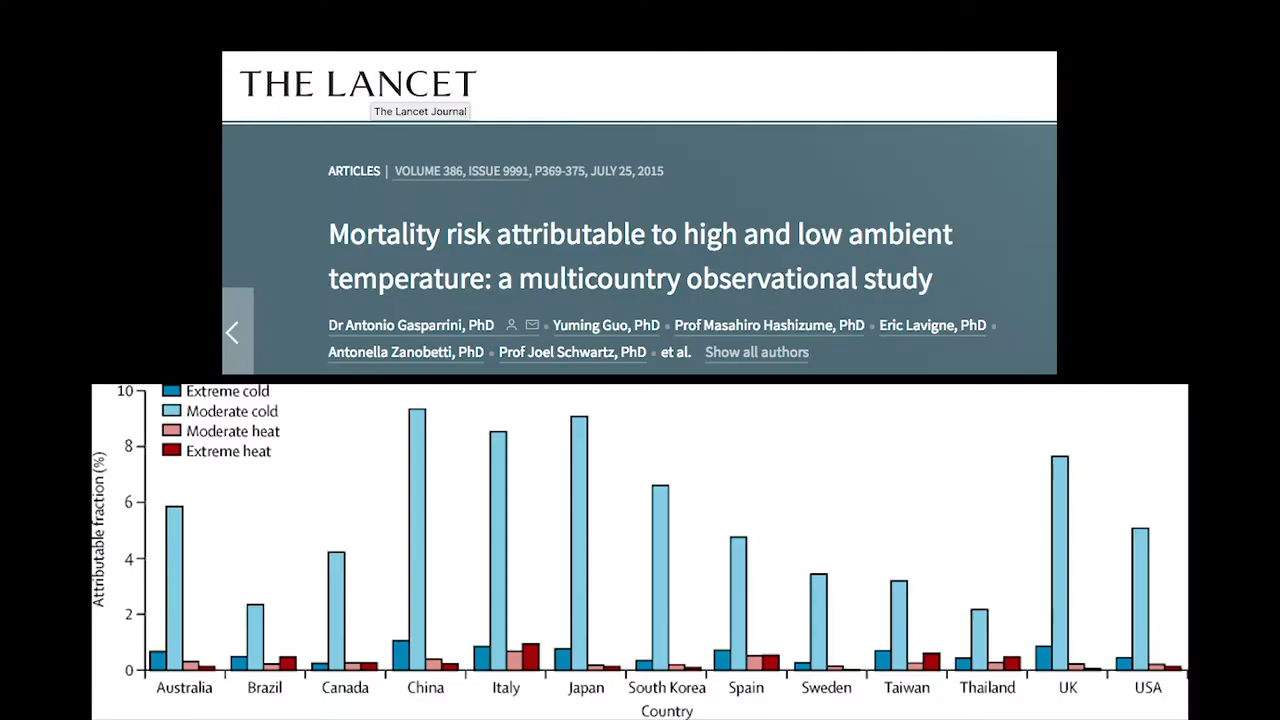 THE LANCET
The Lancet Journal
ARTICLES | VOLUME 386, ISSUE 9991, P369-375, JULY 25, 2015
Mortality risk attributable to high and low ambient
temperature: a multicountry observational study
Dr Antonio Gasparrini, PhD • Yuming Guo, PhD • Prof Masahiro Hashizume, PhD • Eric Lavigne, PhD •
Antonella Zanobetti, PhD • Prof Joel Schwartz, PhD • et al. Show all authors
Extreme cold
Moderate cold
Moderate heat
Extreme heat
Attributable fraction (%)
10
8
6
4
2
0
Australia Brazil Canada China Italy Japan South Korea Spain Sweden Taiwan Thailand UK USA
Country